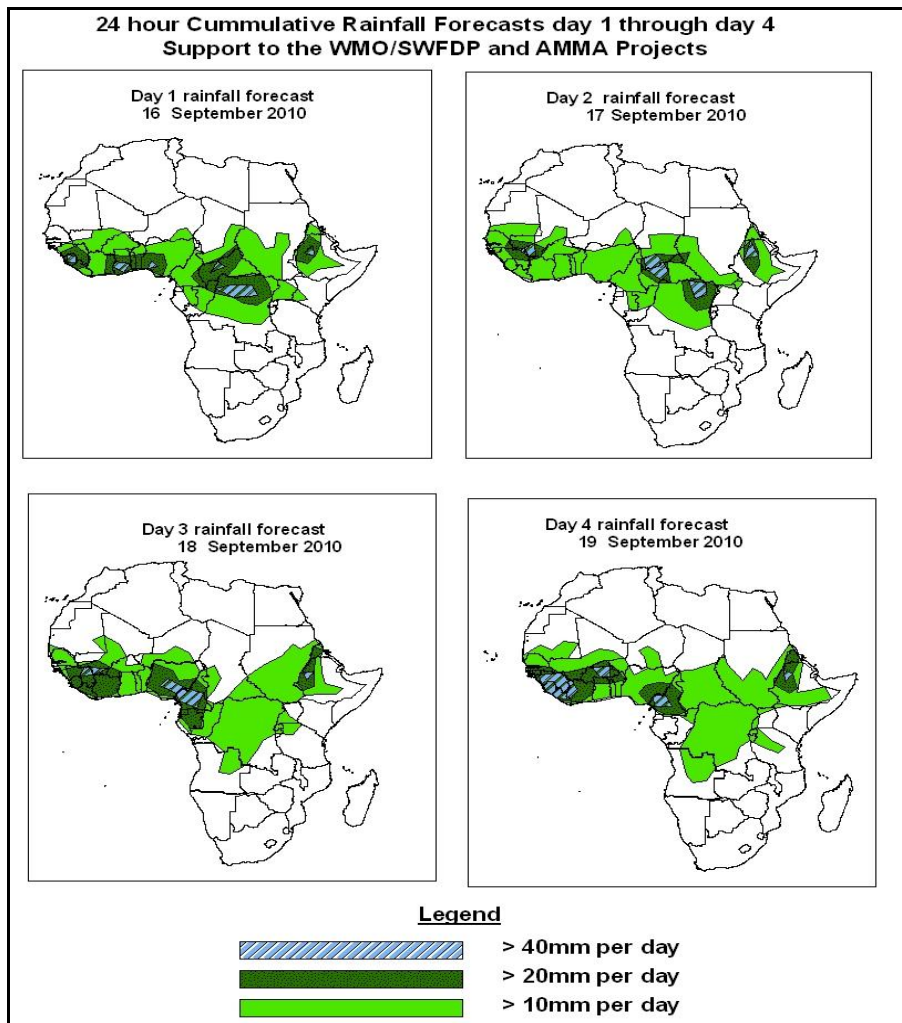 24 hour Cummulative Rainfall Forecasts day 1 through day 4
Support to the WMO/SWFDP and AMMA Projects
Day 1 rainfall forecast
16 September 2010
Day 2 rainfall forecast
17 September 2010
Day 3 rainfall forecast
18 September 2010
Day 4 rainfall forecast
19 September 2010
Legend
> 40mm per day
> 20mm per day
> 10mm per day